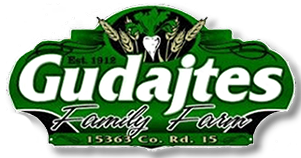 Est. 1912
Gudajtes
Family Farm
15363 Co. Rd. 15